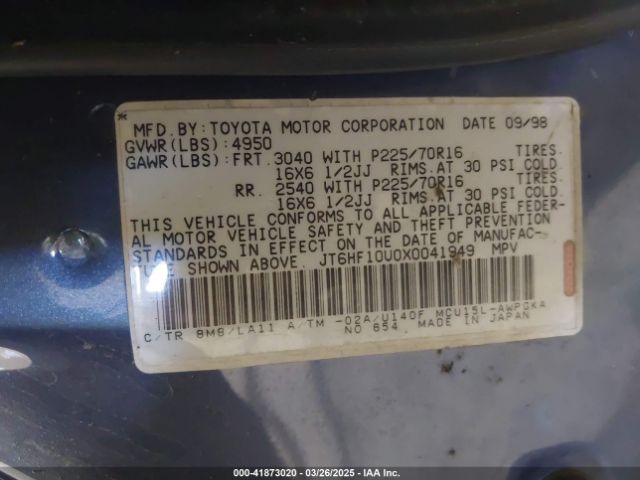 *
MFD.BY:TOYOTA MOTOR CORPORATION DATE 09/98
GVWR(LBS):4950
GAWR(LBS):FRT.3040 WITH P225/70R16 TIRES.
16X6 1/2JJ RIMS.AT 30 PSI COLD.
RR. 2540 WITH P225/70R16 TIRES.
16X6 1/2JJ RIMS.AT 30 PSI COLD.
THIS VEHICLE CONFORMS TO ALL APPLICABLE FEDER-
AL MOTOR VEHICLE SAFETY AND THEFT PREVENTION
STANDARDS IN EFFECT ON THE DATE OF MANUFAC-
TURE SHOWN ABOVE. JT6HF10U0X0041949 MPV
C/TR 8M8/LA11 A/TM -02A/U140F MCU15L-AWPGKA
NO 654. MADE IN JAPAN
000-41873020 - 03/26/2025 - IAAI.com